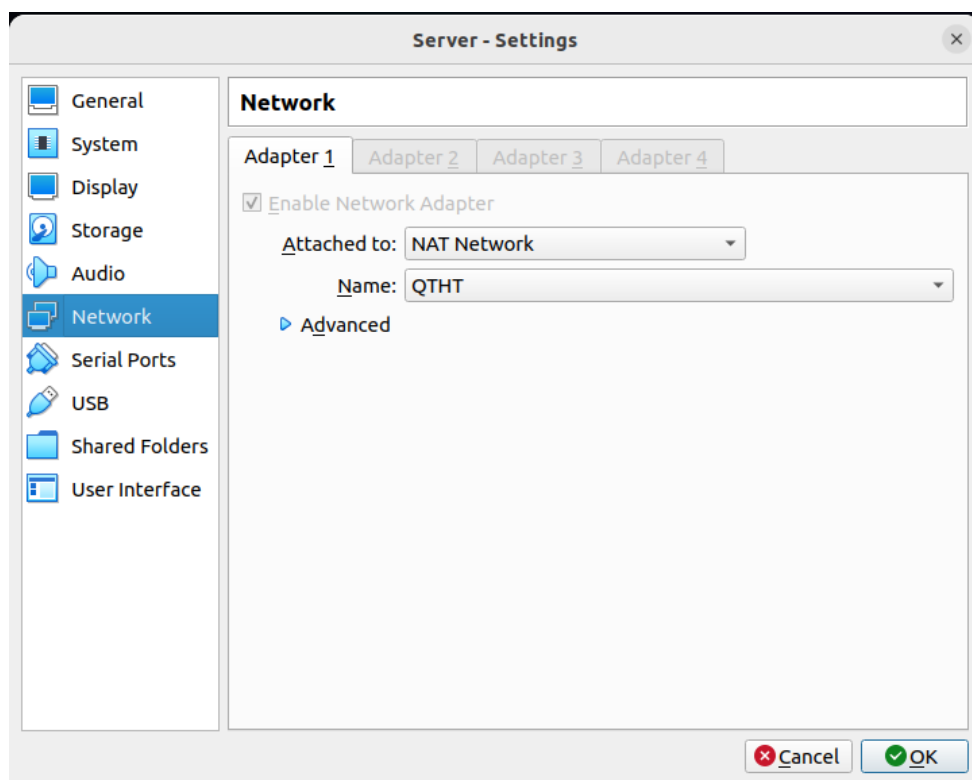 Server - Settings
General
System
Display
Storage
Audio
Network
Serial Ports
USB
Shared Folders
User Interface
Network
Adapter 1 Adapter 2 Adapter 3 Adapter 4
Enable Network Adapter
Attached to: NAT Network
Name: QTHT
Advanced
Cancel OK